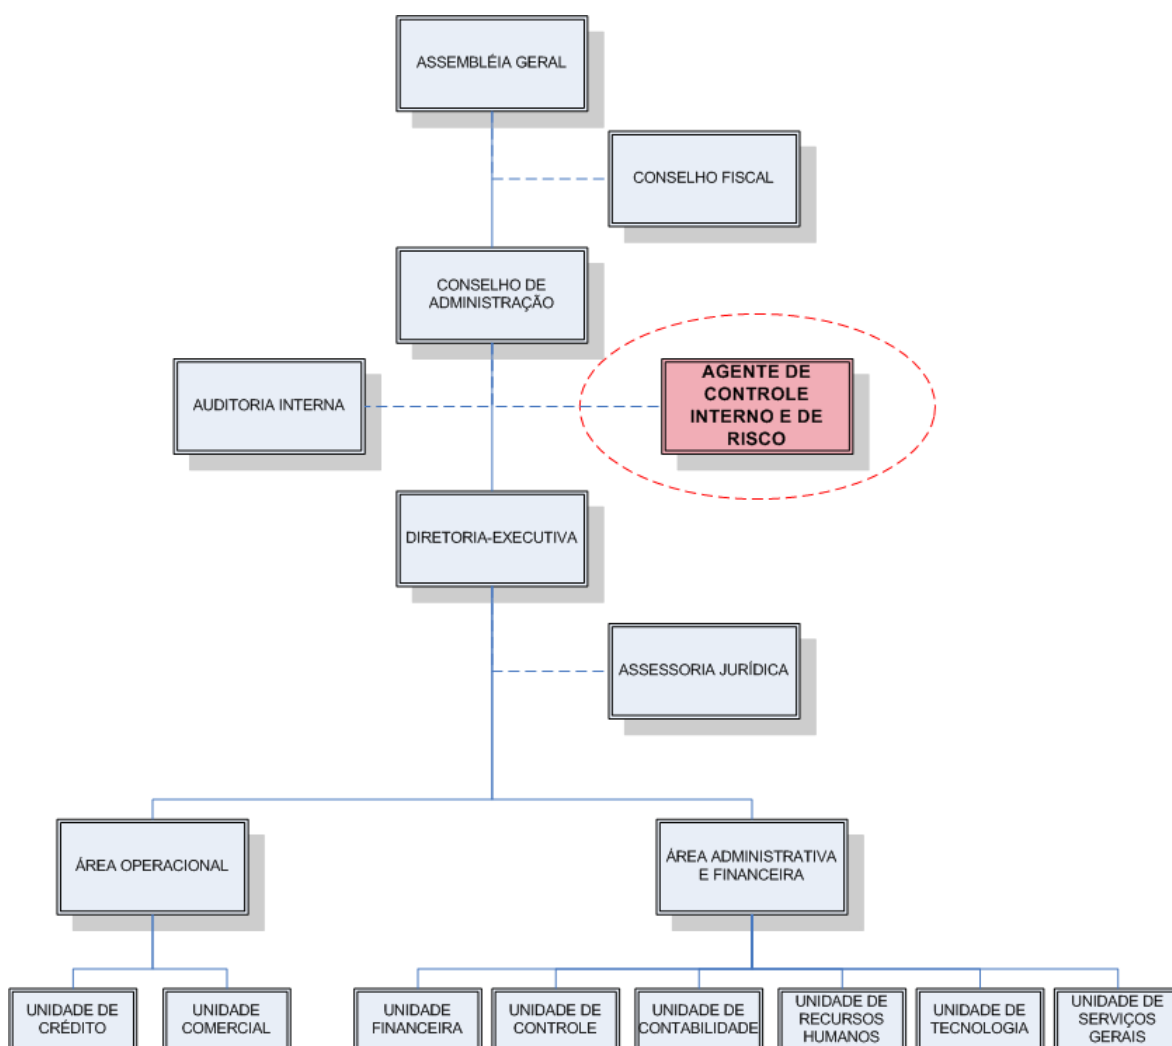 ASSEMBLÉIA GERAL
CONSELHO FISCAL
CONSELHO DE
ADMINISTRAÇÃO
AUDITORIA INTERNA
AGENTE DE
CONTROLE
INTERNO E DE
RISCO
DIRETORIA-EXECUTIVA
ASSESSORIA JURÍDICA
ÁREA OPERACIONAL
ÁREA ADMINISTRATIVA
E FINANCEIRA
UNIDADE DE
CRÉDITO
UNIDADE
COMERCIAL
UNIDADE
FINANCEIRA
UNIDADE DE
CONTROLE
UNIDADE DE
CONTABILIDADE
UNIDADE DE
RECURSOS
HUMANOS
UNIDADE DE
TECNOLOGIA
UNIDADE DE
SERVIÇOS
GERAIS